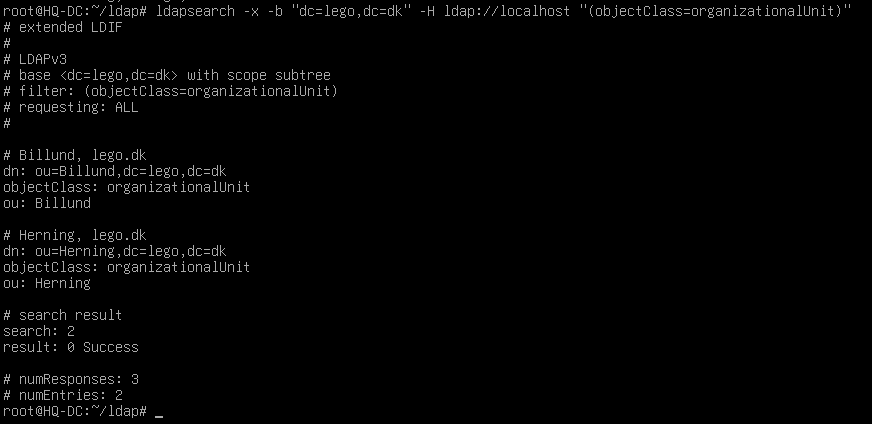 root@HQ-DC:~/ldap# ldapsearch -x -b "dc=lego,dc=dk" -H ldap://localhost "(objectClass=organizationalUnit)"
# extended LDIF
#
# LDAPv3
# base <dc=lego,dc=dk> with scope subtree
# filter: (objectClass=organizationalUnit)
# requesting: ALL
#

# Billund, lego.dk
dn: ou=Billund,dc=lego,dc=dk
objectClass: organizationalUnit
ou: Billund

# Herning, lego.dk
dn: ou=Herning,dc=lego,dc=dk
objectClass: organizationalUnit
ou: Herning

# search result
search: 2
result: 0 Success

# numResponses: 3
# numEntries: 2
root@HQ-DC:~/ldap# _